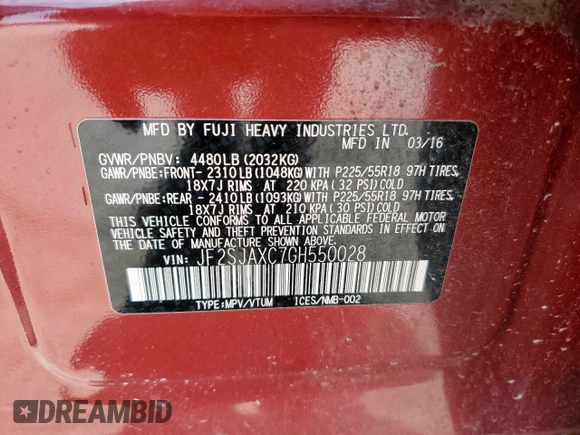 MFD BY FUJI HEAVY INDUSTRIES LTD.
MFD IN 03/16
GVWR/PNBV: 4480LB(2032KG)
GAWR/PNBE:FRONT- 2310LB(1048KG)WITH P225/55R18 97H TIRES,
18X7J RIMS AT 220 KPA(32 PSI)COLD
GAWR/PNBE:REAR - 2410LB(1093KG)WITH P225/55R18 97H TIRES,
18X7J RIMS AT 210 KPA(30 PSI)COLD
THIS VEHICLE CONFORMS TO ALL APPLICABLE FEDERAL MOTOR
VEHICLE SAFETY AND THEFT PREVENTION STANDARDS IN EFFECT
ON THE DATE OF MANUFACTURE SHOWN ABOVE.
VIN: JF2SJAXC7GH550028
TYPE:MPV/VTUM ICES/NMB-002
DREAMBID